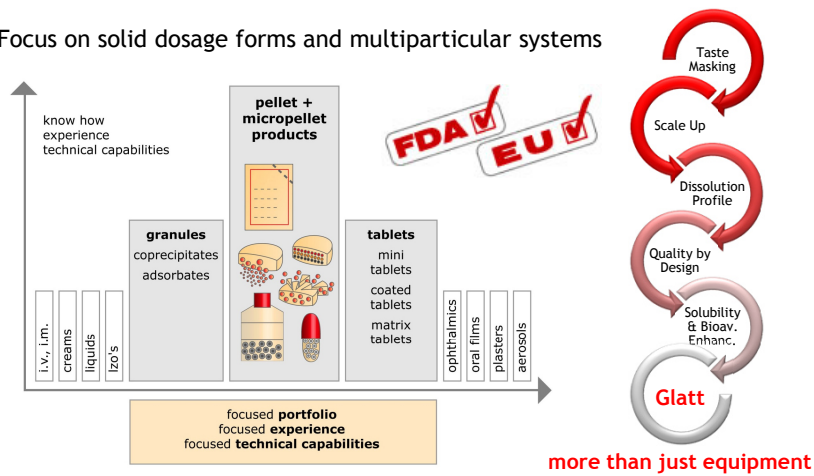 Focus on solid dosage forms and multiparticular systems
know how
experience
technical capabilities
pellet +
micropellet
products
granules
coprecipitates
adsorbates
tablets
mini
tablets
coated
tablets
matrix
tablets
i.v., i.m.
creams
liquids
lzo's
ophthalmics
oral films
plasters
aerosols
focused portfolio
focused experience
focused technical capabilities
FDA
EU
Taste
Masking
Scale Up
Dissolution
Profile
Quality by
Design
Solubility
& Bioav.
Enhanc.
Glatt
more than just equipment